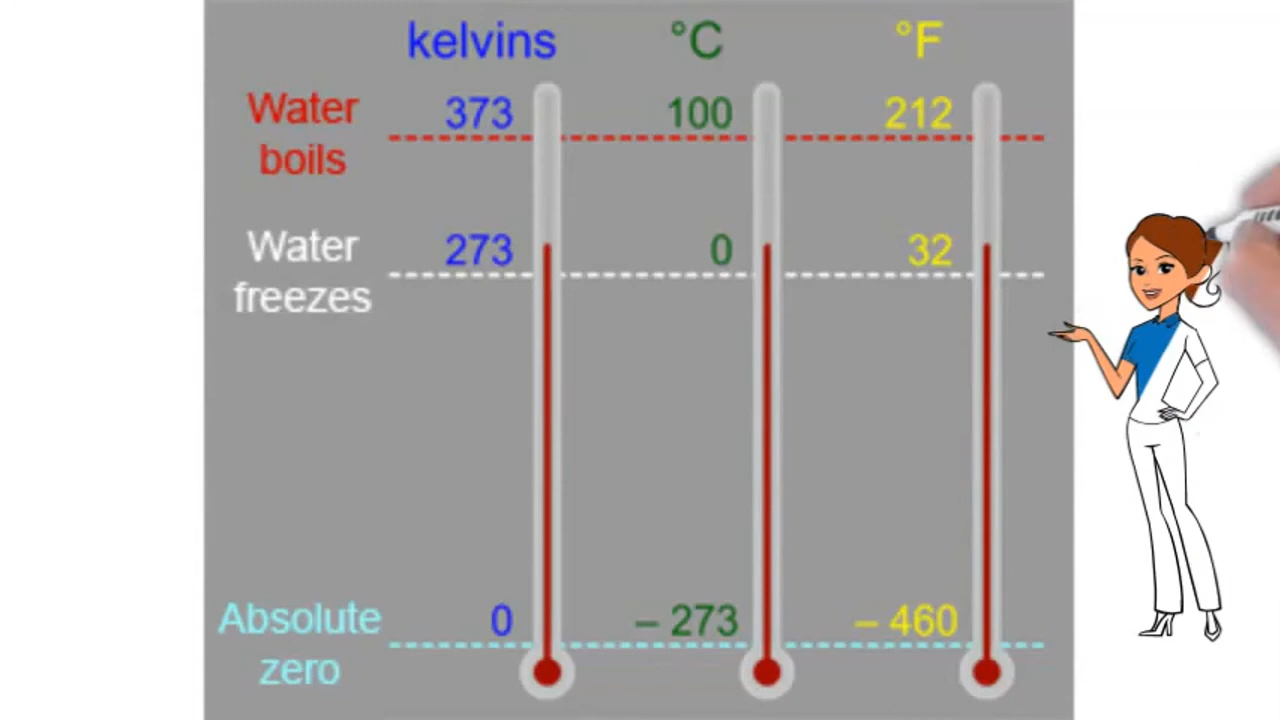 kelvins °C °F
Water boils 373 100 212
Water freezes 273 0 32
Absolute zero 0 – 273 – 460